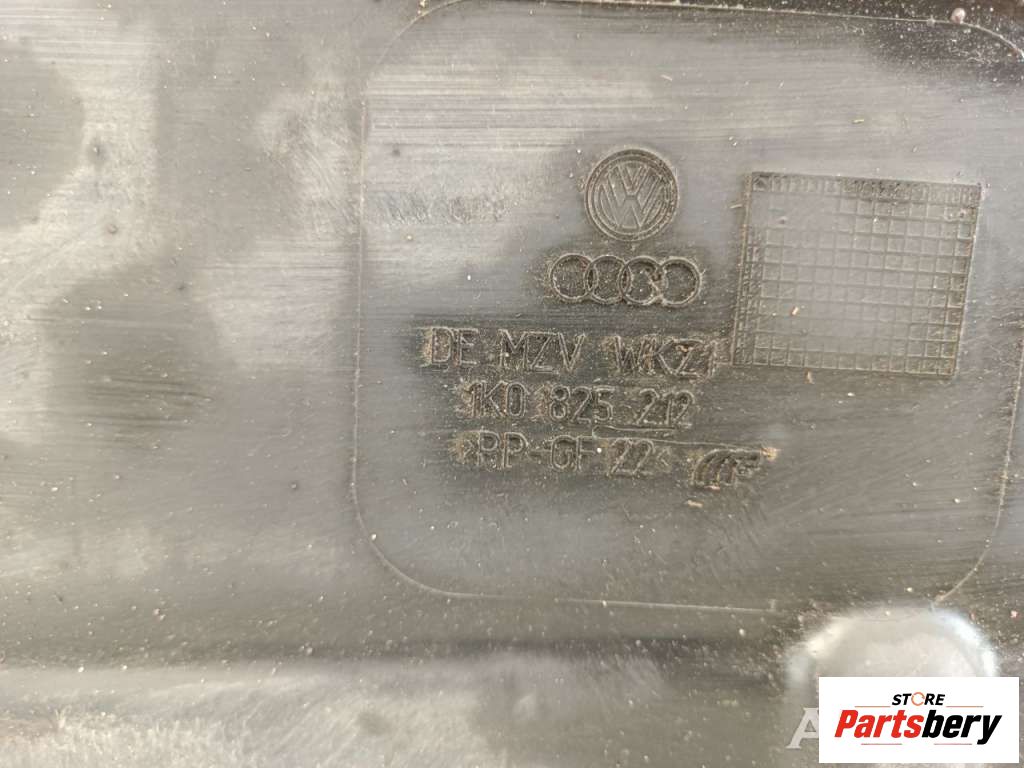 DE MZV WKZ1
1K0 825 212
PP-GF 22
STORE
Partsbery